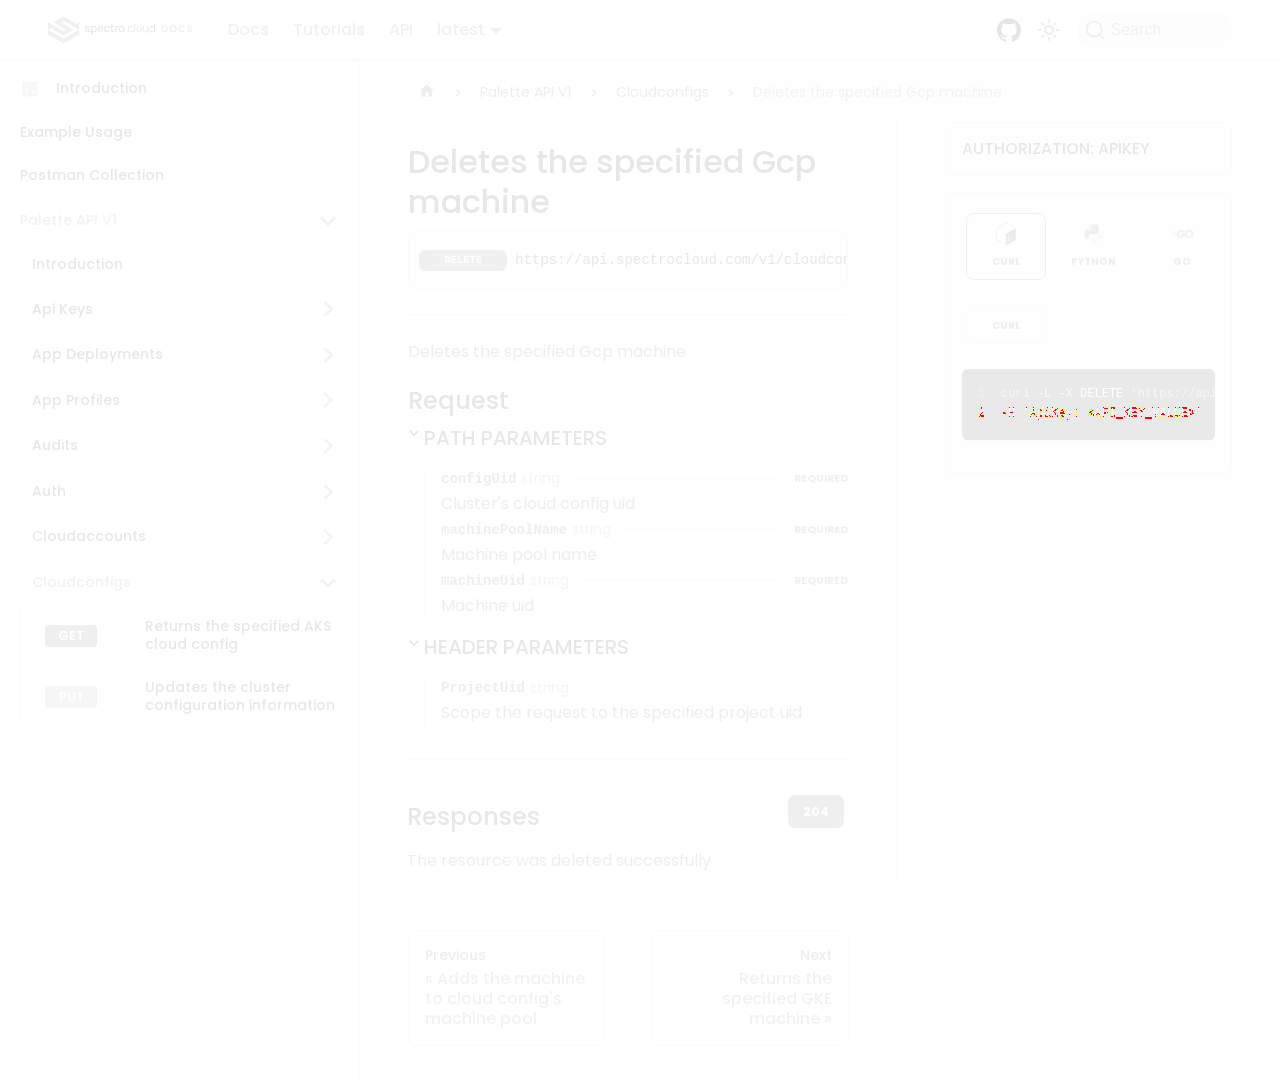 spectro cloud DOCS
Docs
Tutorials
API
latest
Search
Introduction
Example Usage
Postman Collection
Palette API V1
Introduction
Api Keys
App Deployments
App Profiles
Audits
Auth
Cloudaccounts
Cloudconfigs
GET
Returns the specified AKS
cloud config
PUT
Updates the cluster
configuration information
Palette API V1
Cloudconfigs
Deletes the specified Gcp machine
Deletes the specified Gcp
machine
DELETE https://api.spectrocloud.com/v1/cloudcon
Deletes the specified Gcp machine
Request
PATH PARAMETERS
configUid string REQUIRED
Cluster's cloud config uid
machinePoolName string REQUIRED
Machine pool name
machineUid string REQUIRED
Machine uid
HEADER PARAMETERS
ProjectUid string
Scope the request to the specified project uid
Responses
204
The resource was deleted successfully
Previous
« Adds the machine
to cloud config's
machine pool
Next
Returns the
specified GKE
machine »
AUTHORIZATION: APIKEY
CURL
PYTHON
GO
GO
CURL
1 curl -L -X DELETE 'https://api
2 -H 'ApiKey: <API_KEY_VALUE>'